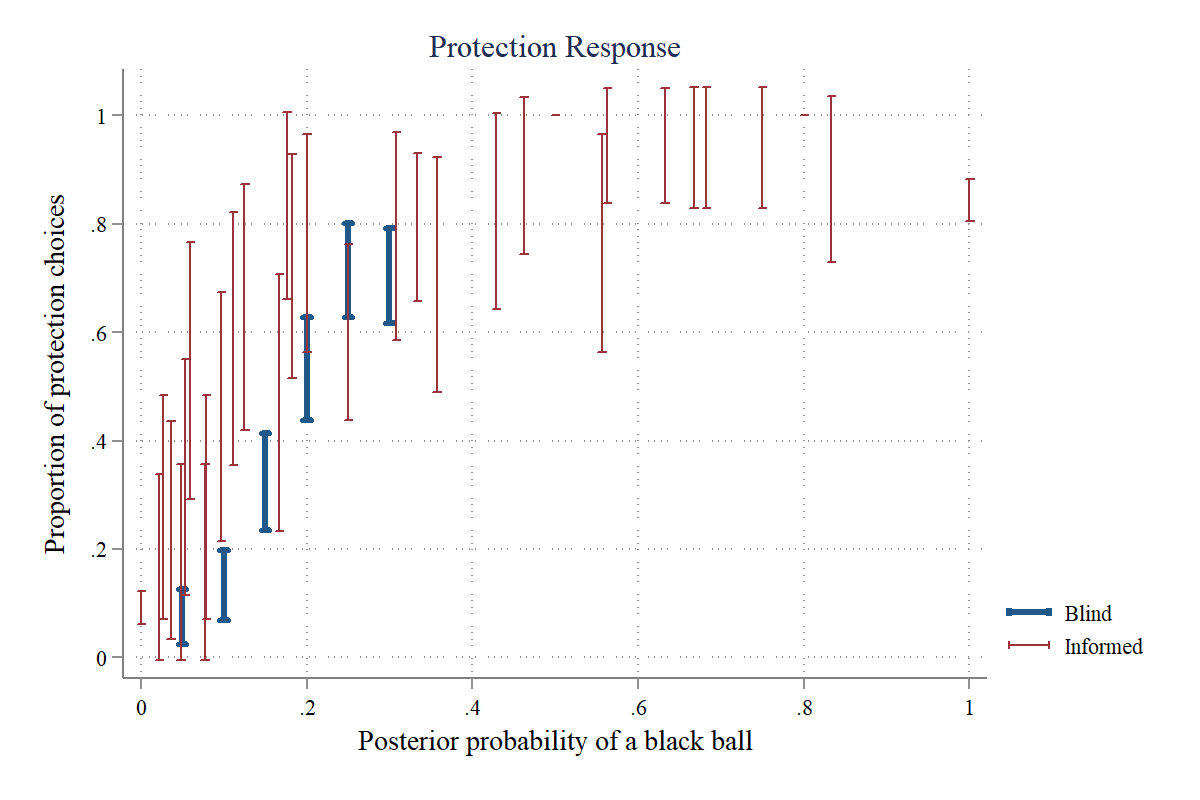 Protection Response
Proportion of protection choices
1
.8
.6
.4
.2
0
0 .2 .4 .6 .8 1
Posterior probability of a black ball
Blind
Informed